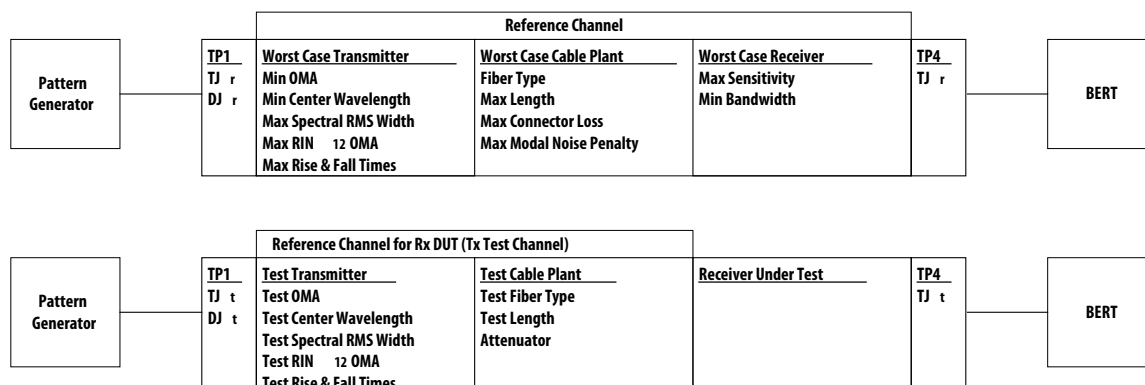 Reference Channel
Pattern
Generator
TP1
TJ r
DJ r
Worst Case Transmitter
Min OMA
Min Center Wavelength
Max Spectral RMS Width
Max RIN 12 OMA
Max Rise & Fall Times
Worst Case Cable Plant
Fiber Type
Max Length
Max Connector Loss
Max Modal Noise Penalty
Worst Case Receiver
Max Sensitivity
Min Bandwidth
TP4
TJ r
BERT
Reference Channel for Rx DUT (Tx Test Channel)
Pattern
Generator
TP1
TJ t
DJ t
Test Transmitter
Test OMA
Test Center Wavelength
Test Spectral RMS Width
Test RIN 12 OMA
Test Rise & Fall Times
Test Cable Plant
Test Fiber Type
Test Length
Attenuator
Receiver Under Test
TP4
TJ t
BERT